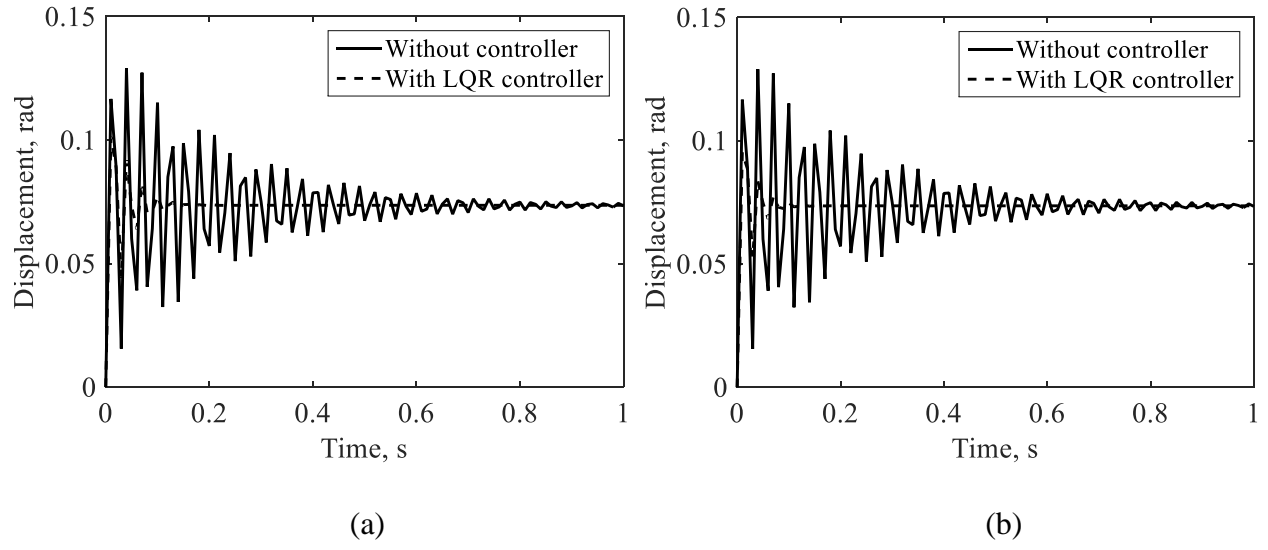 0.15
0.1
0.05
0
Displacement, rad
Without controller
With LQR controller
0
0.2
0.4
0.6
0.8
1
Time, s
(a)
0.15
0.1
0.05
0
Displacement, rad
Without controller
With LQR controller
0
0.2
0.4
0.6
0.8
1
Time, s
(b)